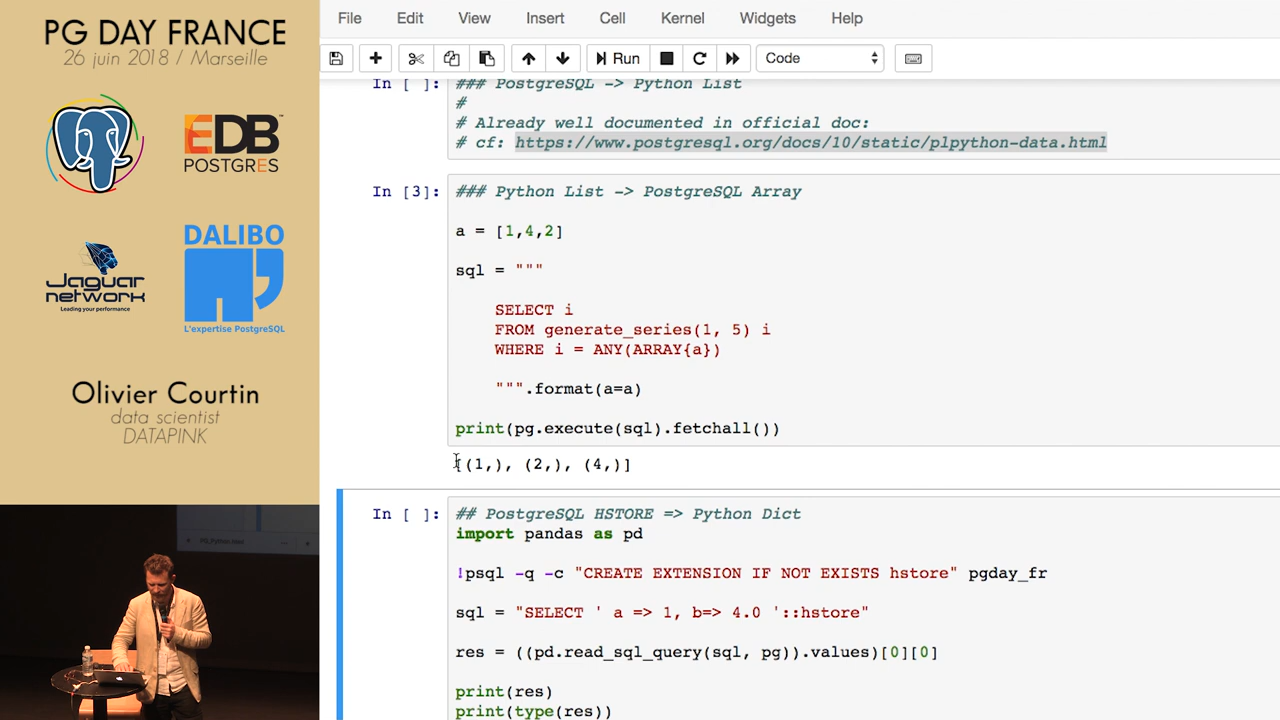 PG DAY FRANCE
26 juin 2018 / Marseille
EDB™
POSTGRES
Jaguar
network
Leading your performance
DALIBO
L'expertise PostgreSQL
Olivier Courtin
data scientist
DATAPINK
File Edit View Insert Cell Kernel Widgets Help
Run Code
In [ ]: ### PostgreSQL -> Python List
#
# Already well documented in official doc:
# cf: https://www.postgresql.org/docs/10/static/plpython-data.html
In [3]: ### Python List -> PostgreSQL Array
a = [1,4,2]
sql = """
SELECT i
FROM generate_series(1, 5) i
WHERE i = ANY(ARRAY{a})
""".format(a=a)
print(pg.execute(sql).fetchall())
[(1,), (2,), (4,)]
In [ ]: ## PostgreSQL HSTORE => Python Dict
import pandas as pd
!psql -q -c "CREATE EXTENSION IF NOT EXISTS hstore" pgday_fr
sql = "SELECT ' a => 1, b=> 4.0 '::hstore"
res = ((pd.read_sql_query(sql, pg)).values)[0][0]
print(res)
print(type(res))